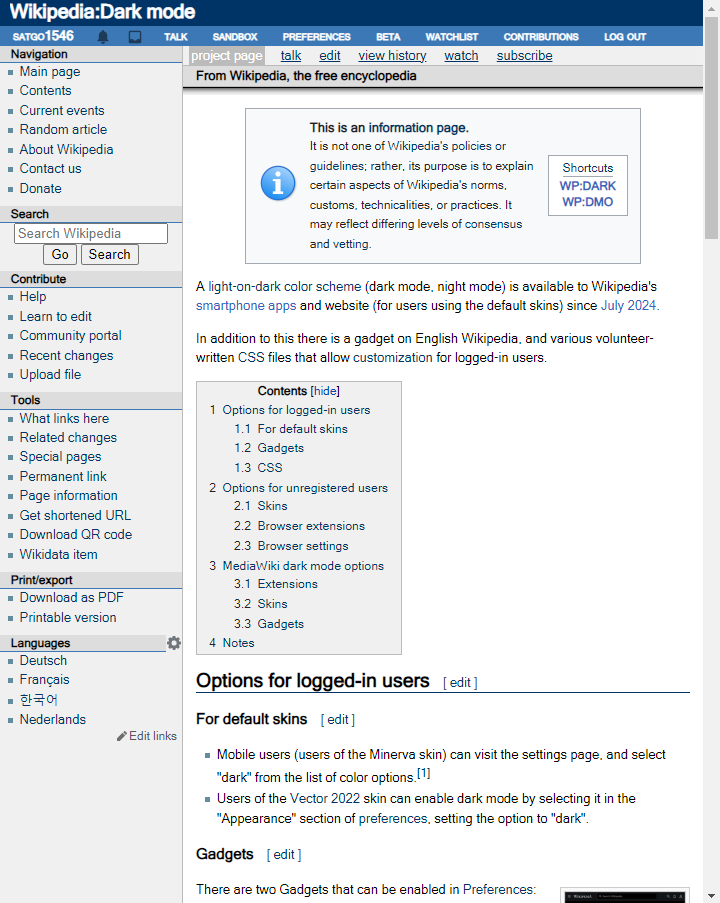 Wikipedia:Dark mode
SATGO1546 TALK SANDBOX PREFERENCES BETA WATCHLIST CONTRIBUTIONS LOG OUT
Navigation
Main page
Contents
Current events
Random article
About Wikipedia
Contact us
Donate
Search
Search Wikipedia
Go Search
Contribute
Help
Learn to edit
Community portal
Recent changes
Upload file
Tools
What links here
Related changes
Special pages
Permanent link
Page information
Get shortened URL
Download QR code
Wikidata item
Print/export
Download as PDF
Printable version
Languages
Deutsch
Français
한국어
Nederlands
Edit links
project page talk edit view history watch subscribe
From Wikipedia, the free encyclopedia
This is an information page.
It is not one of Wikipedia's policies or
guidelines; rather, its purpose is to explain
certain aspects of Wikipedia's norms,
customs, technicalities, or practices. It
may reflect differing levels of consensus
and vetting.
Shortcuts
WP:DARK
WP:DMO
A light-on-dark color scheme (dark mode, night mode) is available to Wikipedia's
smartphone apps and website (for users using the default skins) since July 2024.
In addition to this there is a gadget on English Wikipedia, and various volunteer-
written CSS files that allow customization for logged-in users.
Contents [hide]
1 Options for logged-in users
1.1 For default skins
1.2 Gadgets
1.3 CSS
2 Options for unregistered users
2.1 Skins
2.2 Browser extensions
2.3 Browser settings
3 MediaWiki dark mode options
3.1 Extensions
3.2 Skins
3.3 Gadgets
4 Notes
Options for logged-in users [ edit ]
For default skins [ edit ]
Mobile users (users of the Minerva skin) can visit the settings page, and select
"dark" from the list of color options.[1]
Users of the Vector 2022 skin can enable dark mode by selecting it in the
"Appearance" section of preferences, setting the option to "dark".
Gadgets [ edit ]
There are two Gadgets that can be enabled in Preferences: